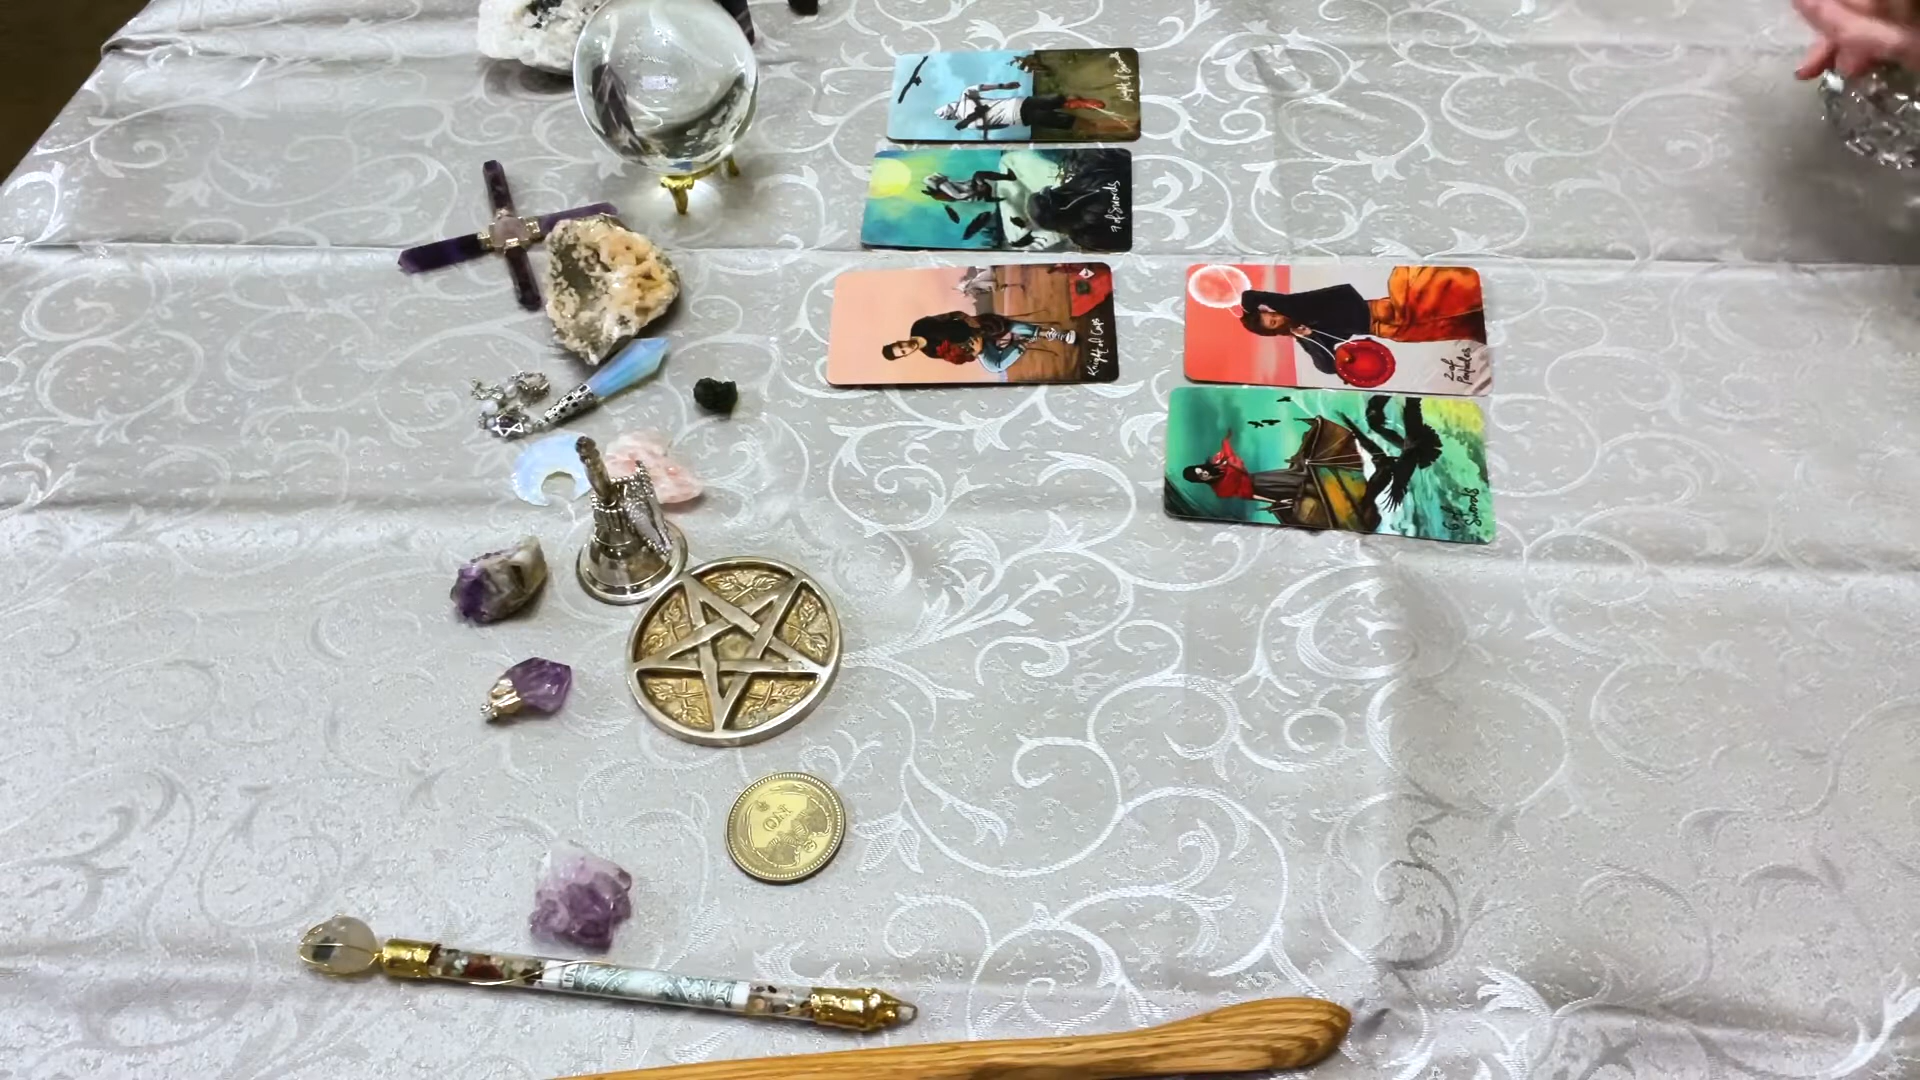 Knight of Swords
7 of Swords
Knight of Cups
2 of
Pentacles
6 of
Swords